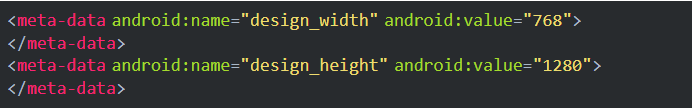 <meta-data android:name="design_width" android:value="768">
</meta-data>
<meta-data android:name="design_height" android:value="1280">
</meta-data>